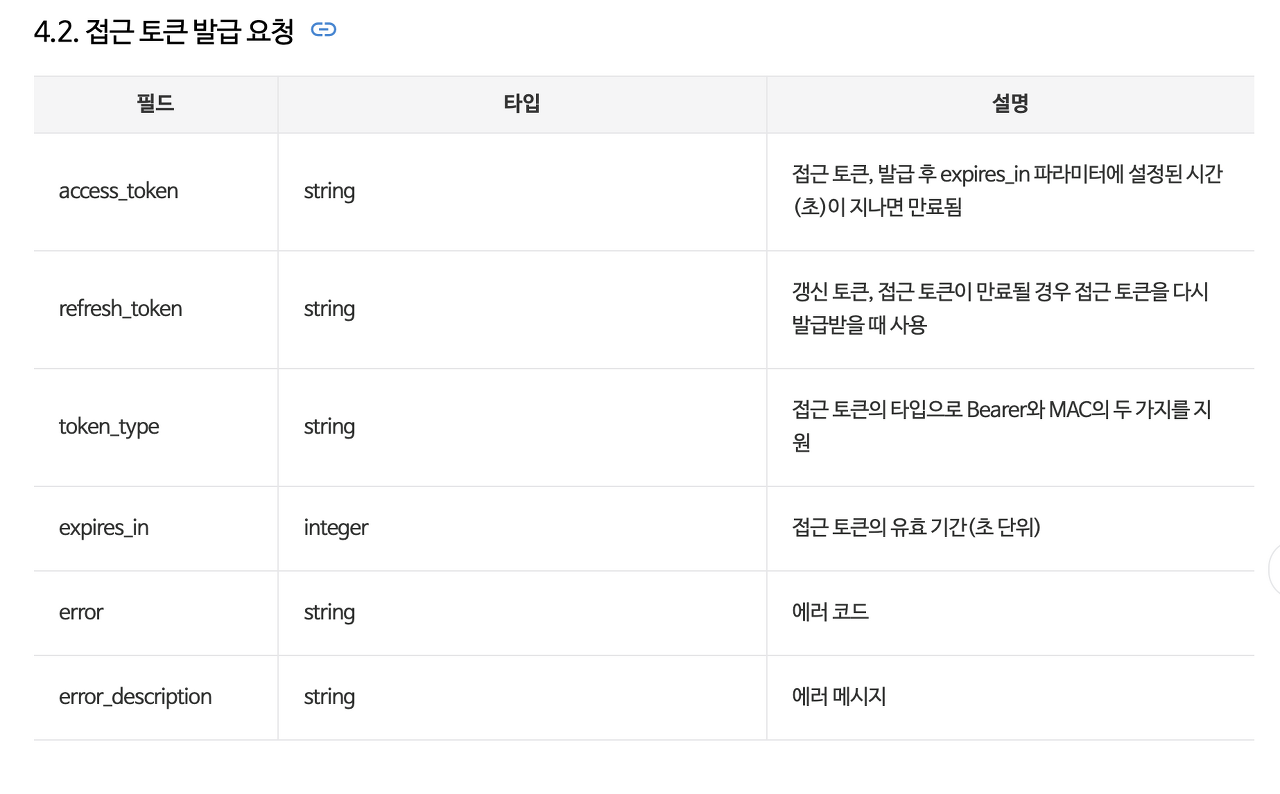 4.2. 접근 토큰 발급 요청
필드 타입 설명
access_token string 접근 토큰, 발급 후 expires_in 파라미터에 설정된 시간
(초)이 지나면 만료됨
refresh_token string 갱신 토큰, 접근 토큰이 만료될 경우 접근 토큰을 다시
발급받을 때 사용
token_type string 접근 토큰의 타입으로 Bearer와 MAC의 두 가지를 지
원
expires_in integer 접근 토큰의 유효 기간(초 단위)
error string 에러 코드
error_description string 에러 메시지